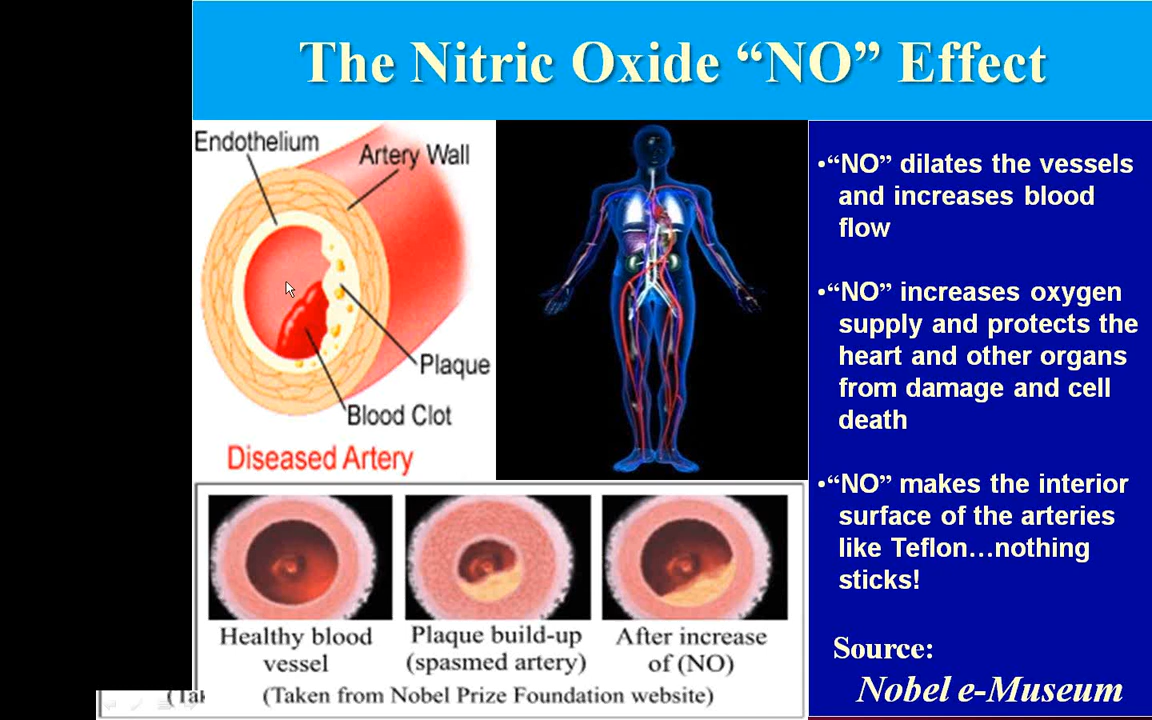 The Nitric Oxide “NO” Effect
Endothelium
Artery Wall
Plaque
Blood Clot
Diseased Artery
•“NO” dilates the vessels
and increases blood
flow
•“NO” increases oxygen
supply and protects the
heart and other organs
from damage and cell
death
•“NO” makes the interior
surface of the arteries
like Teflon…nothing
sticks!
Source:
Nobel e-Museum
Healthy blood
vessel
Plaque build-up
(spasmed artery)
After increase
of (NO)
(Taken from Nobel Prize Foundation website)